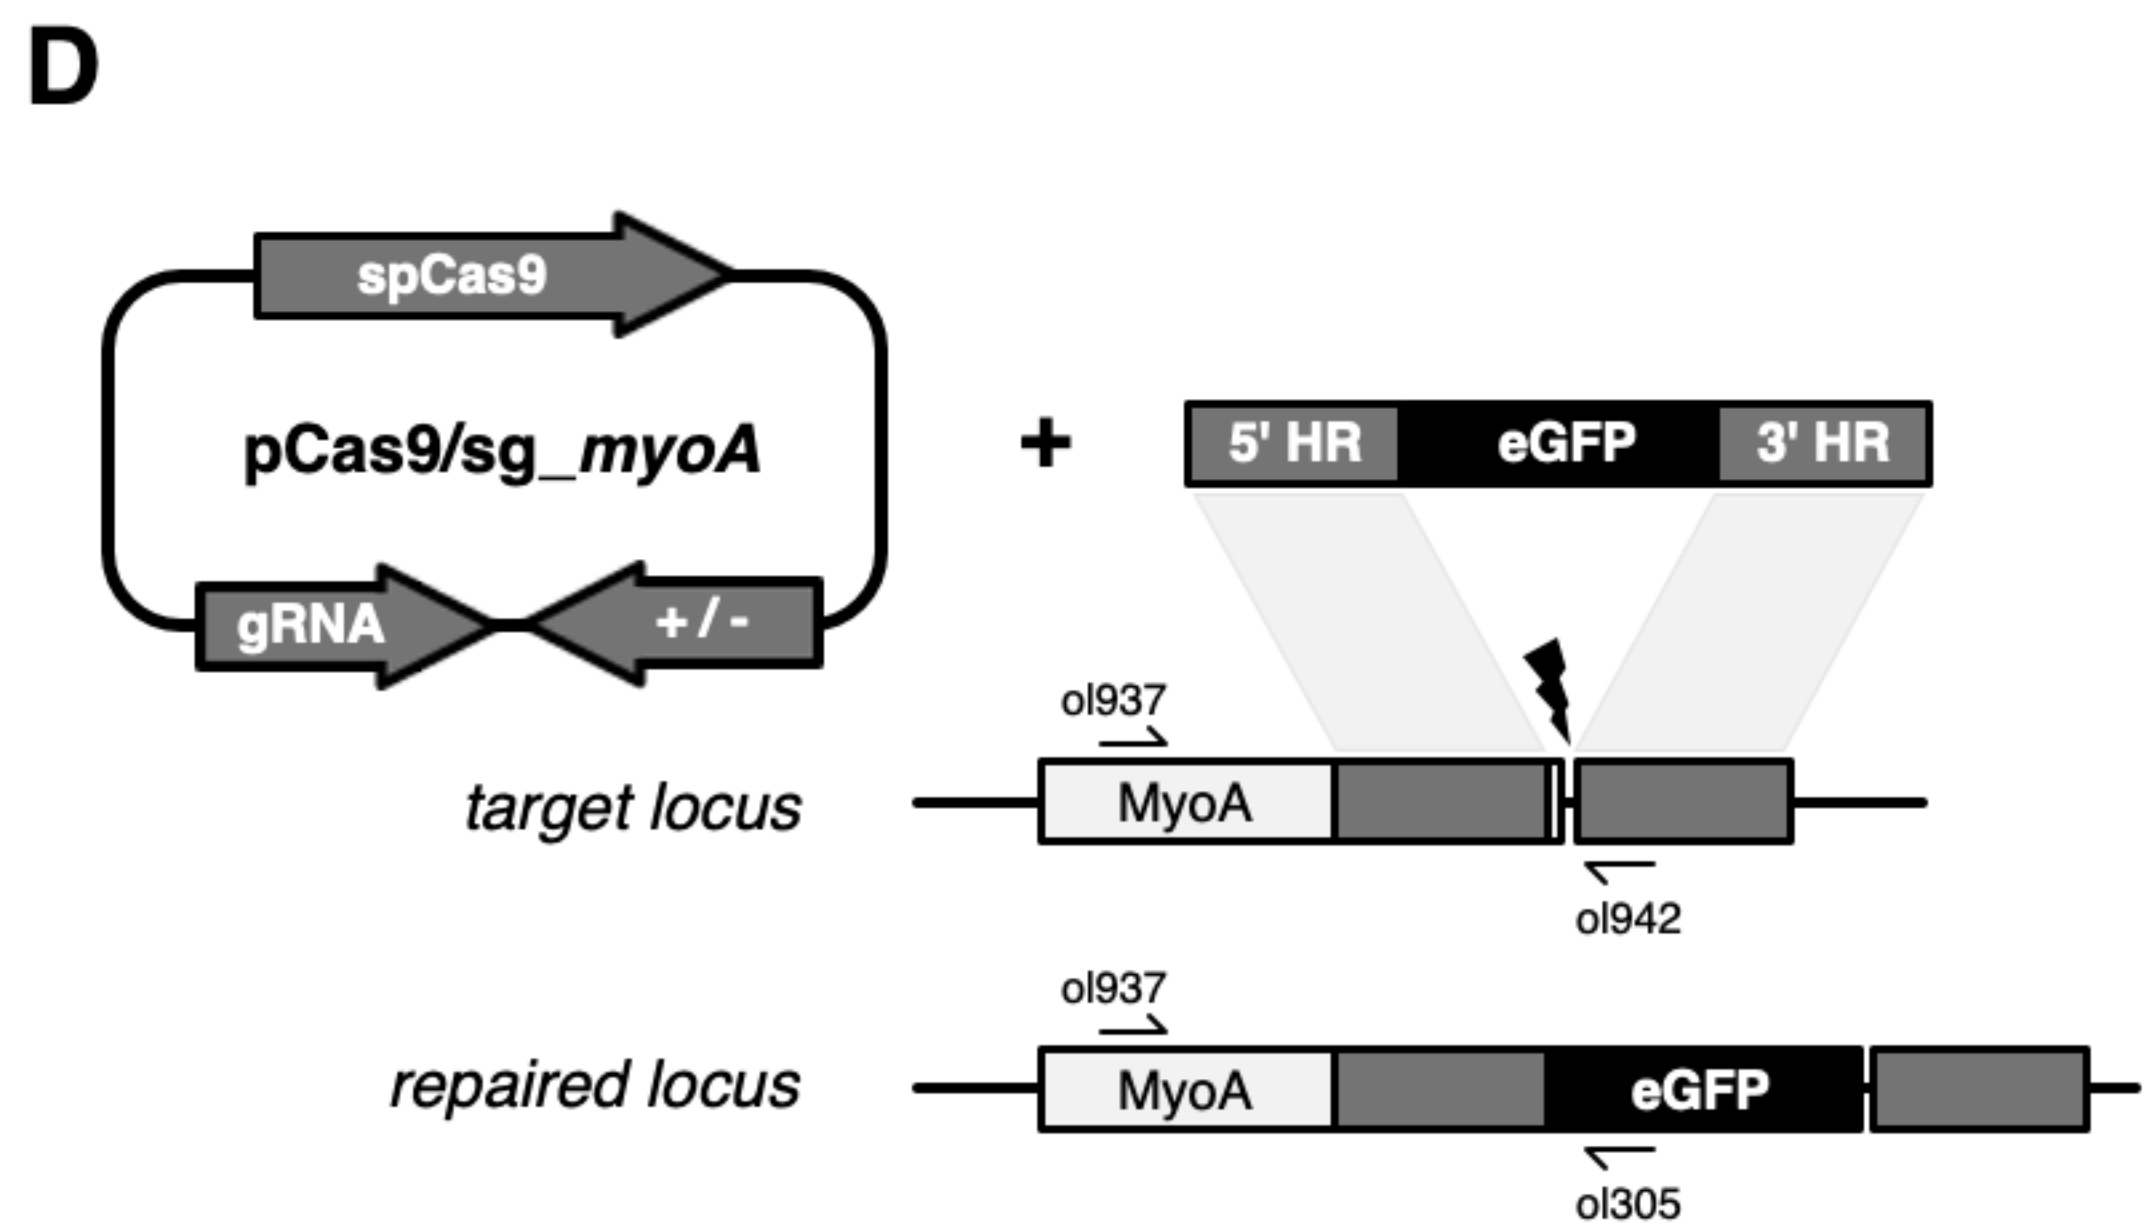 D
spCas9
pCas9/sg_myoA
gRNA
+ / -
+
5' HR
eGFP
3' HR
ol937
target locus
MyoA
ol942
ol937
repaired locus
MyoA
eGFP
ol305